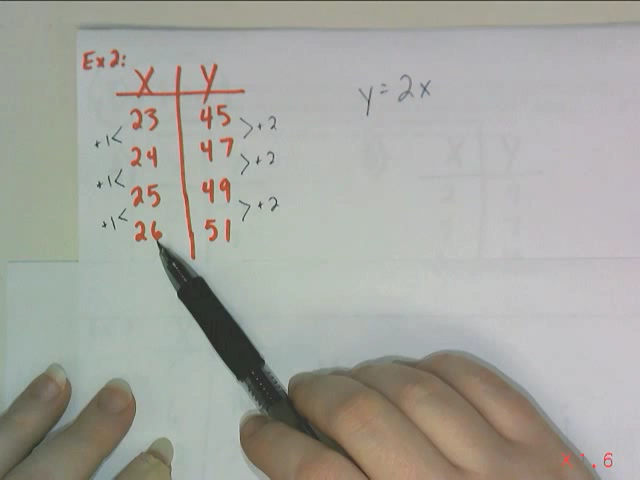 Ex 2:
X Y
23 45
+1 +2
24 47
+1 +2
25 49
+1 +2
26 51
y = 2x